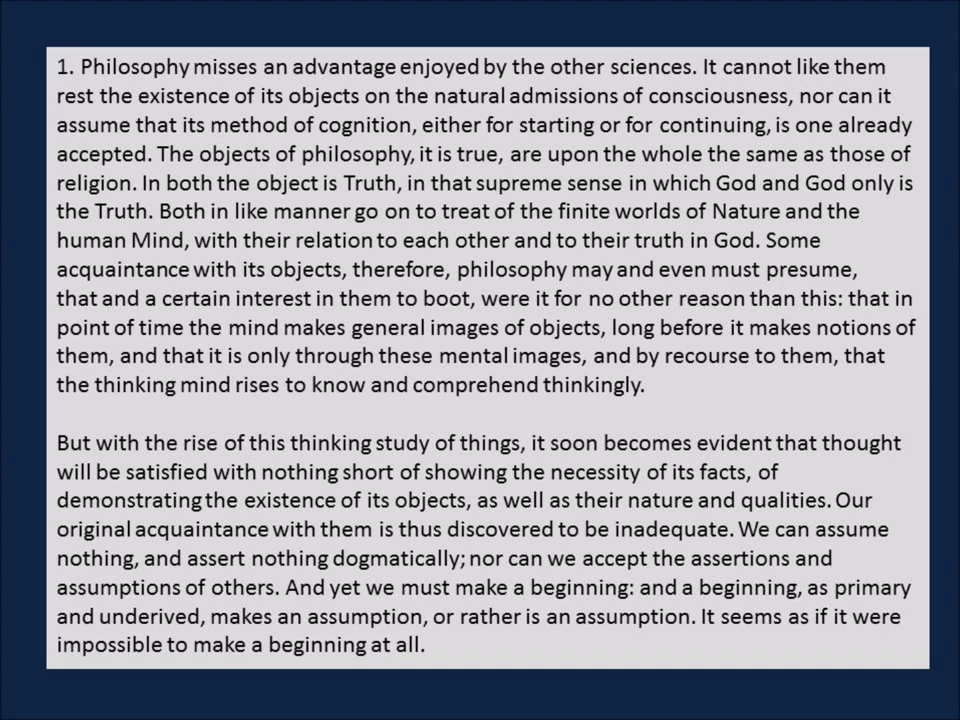 1. Philosophy misses an advantage enjoyed by the other sciences. It cannot like them
rest the existence of its objects on the natural admissions of consciousness, nor can it
assume that its method of cognition, either for starting or for continuing, is one already
accepted. The objects of philosophy, it is true, are upon the whole the same as those of
religion. In both the object is Truth, in that supreme sense in which God and God only is
the Truth. Both in like manner go on to treat of the finite worlds of Nature and the
human Mind, with their relation to each other and to their truth in God. Some
acquaintance with its objects, therefore, philosophy may and even must presume,
that and a certain interest in them to boot, were it for no other reason than this: that in
point of time the mind makes general images of objects, long before it makes notions of
them, and that it is only through these mental images, and by recourse to them, that
the thinking mind rises to know and comprehend thinkingly.

But with the rise of this thinking study of things, it soon becomes evident that thought
will be satisfied with nothing short of showing the necessity of its facts, of
demonstrating the existence of its objects, as well as their nature and qualities. Our
original acquaintance with them is thus discovered to be inadequate. We can assume
nothing, and assert nothing dogmatically; nor can we accept the assertions and
assumptions of others. And yet we must make a beginning: and a beginning, as primary
and underived, makes an assumption, or rather is an assumption. It seems as if it were
impossible to make a beginning at all.